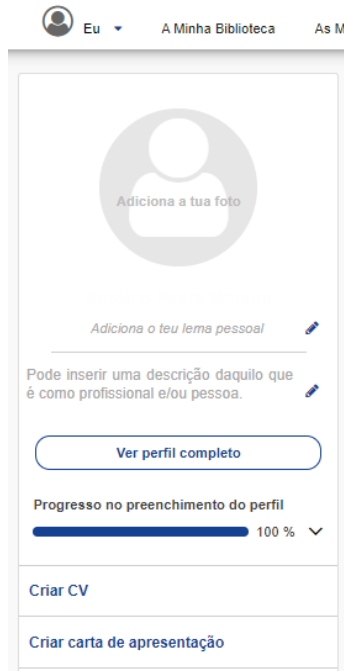 Eu A Minha Biblioteca As M
Adiciona a tua foto
Adiciona o teu lema pessoal
Pode inserir uma descrição daquilo que
é como profissional e/ou pessoa.
Ver perfil completo
Progresso no preenchimento do perfil
100 %
Criar CV
Criar carta de apresentação